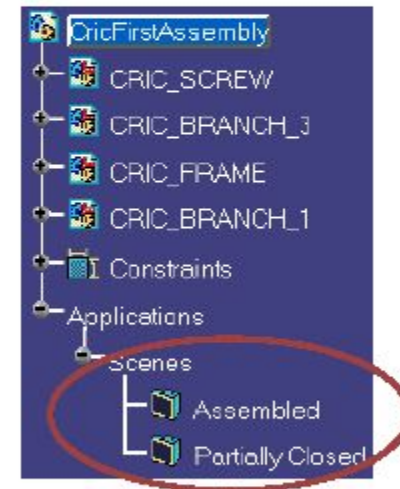 CricFirstAssembly
CRIC_SCREW
CRIC_BRANCH_3
CRIC_FRAME
CRIC_BRANCH_1
Constraints
Applications
Scenes
Assembled
Partially Closed